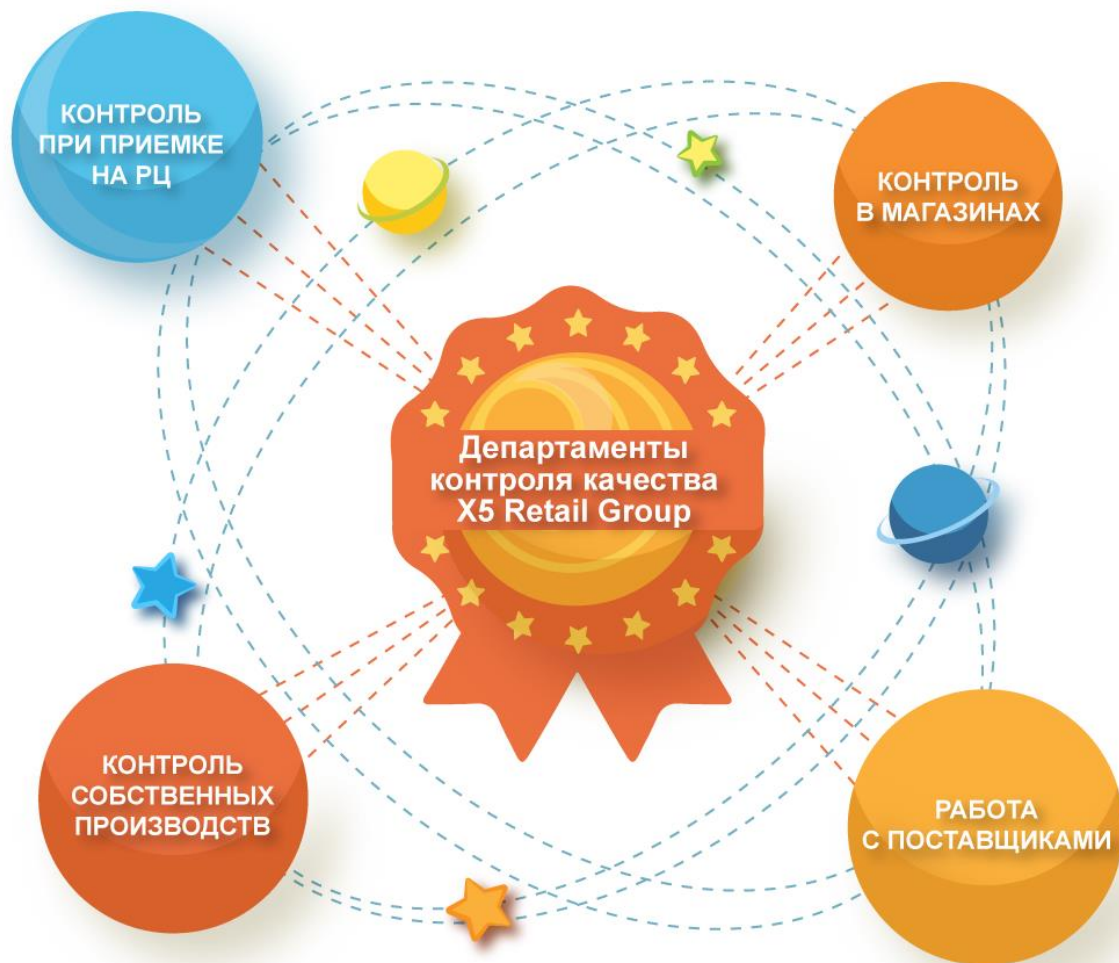 КОНТРОЛЬ
ПРИ ПРИЕМКЕ
НА РЦ
КОНТРОЛЬ
В МАГАЗИНАХ
Департаменты
контроля качества
X5 Retail Group
КОНТРОЛЬ
СОБСТВЕННЫХ
ПРОИЗВОДСТВ
РАБОТА
С ПОСТАВЩИКАМИ